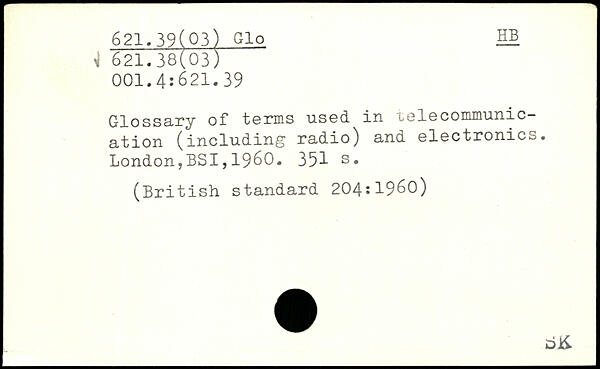 621.39(03) Glo HB
√ 621.38(03)
001.4:621.39
Glossary of terms used in telecommunic-
ation (including radio) and electronics.
London,BSI,1960. 351 s.
(British standard 204:1960)
SK